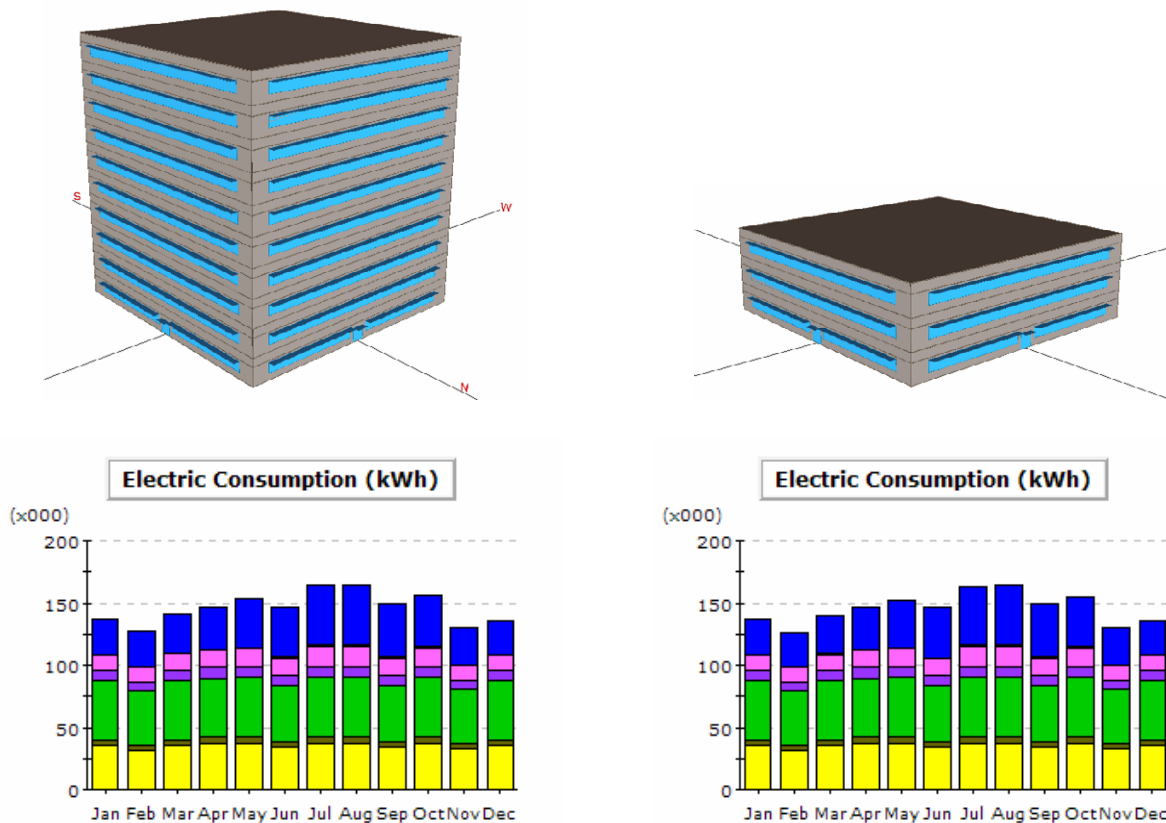 S
W
N
Electric Consumption (kWh)
(x000)
200
150
100
50
0
Jan Feb Mar Apr May Jun Jul Aug Sep Oct Nov Dec
Electric Consumption (kWh)
(x000)
200
150
100
50
0
Jan Feb Mar Apr May Jun Jul Aug Sep Oct Nov Dec